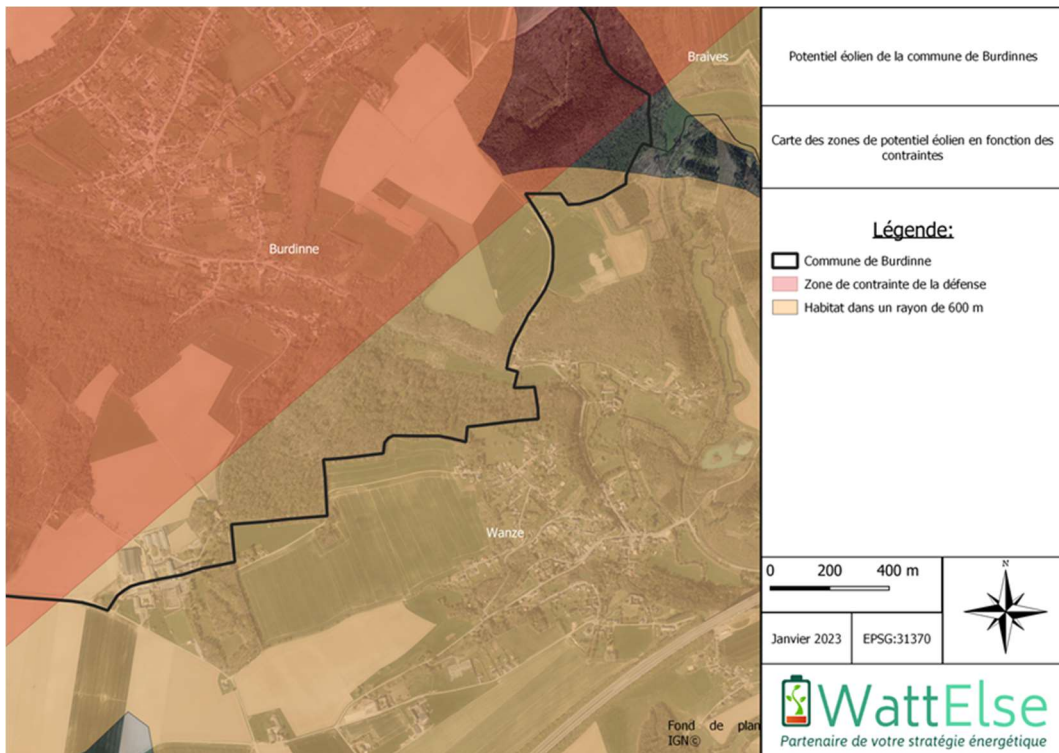 Braives
Burdinne
Wanze
Fond de plan
IGN©
Potentiel éolien de la commune de Burdinnes
Carte des zones de potentiel éolien en fonction des
contraintes
Légende:
Commune de Burdinne
Zone de contrainte de la défense
Habitat dans un rayon de 600 m
0 200 400 m
N
Janvier 2023 EPSG:31370
WattElse
Partenaire de votre stratégie énergétique